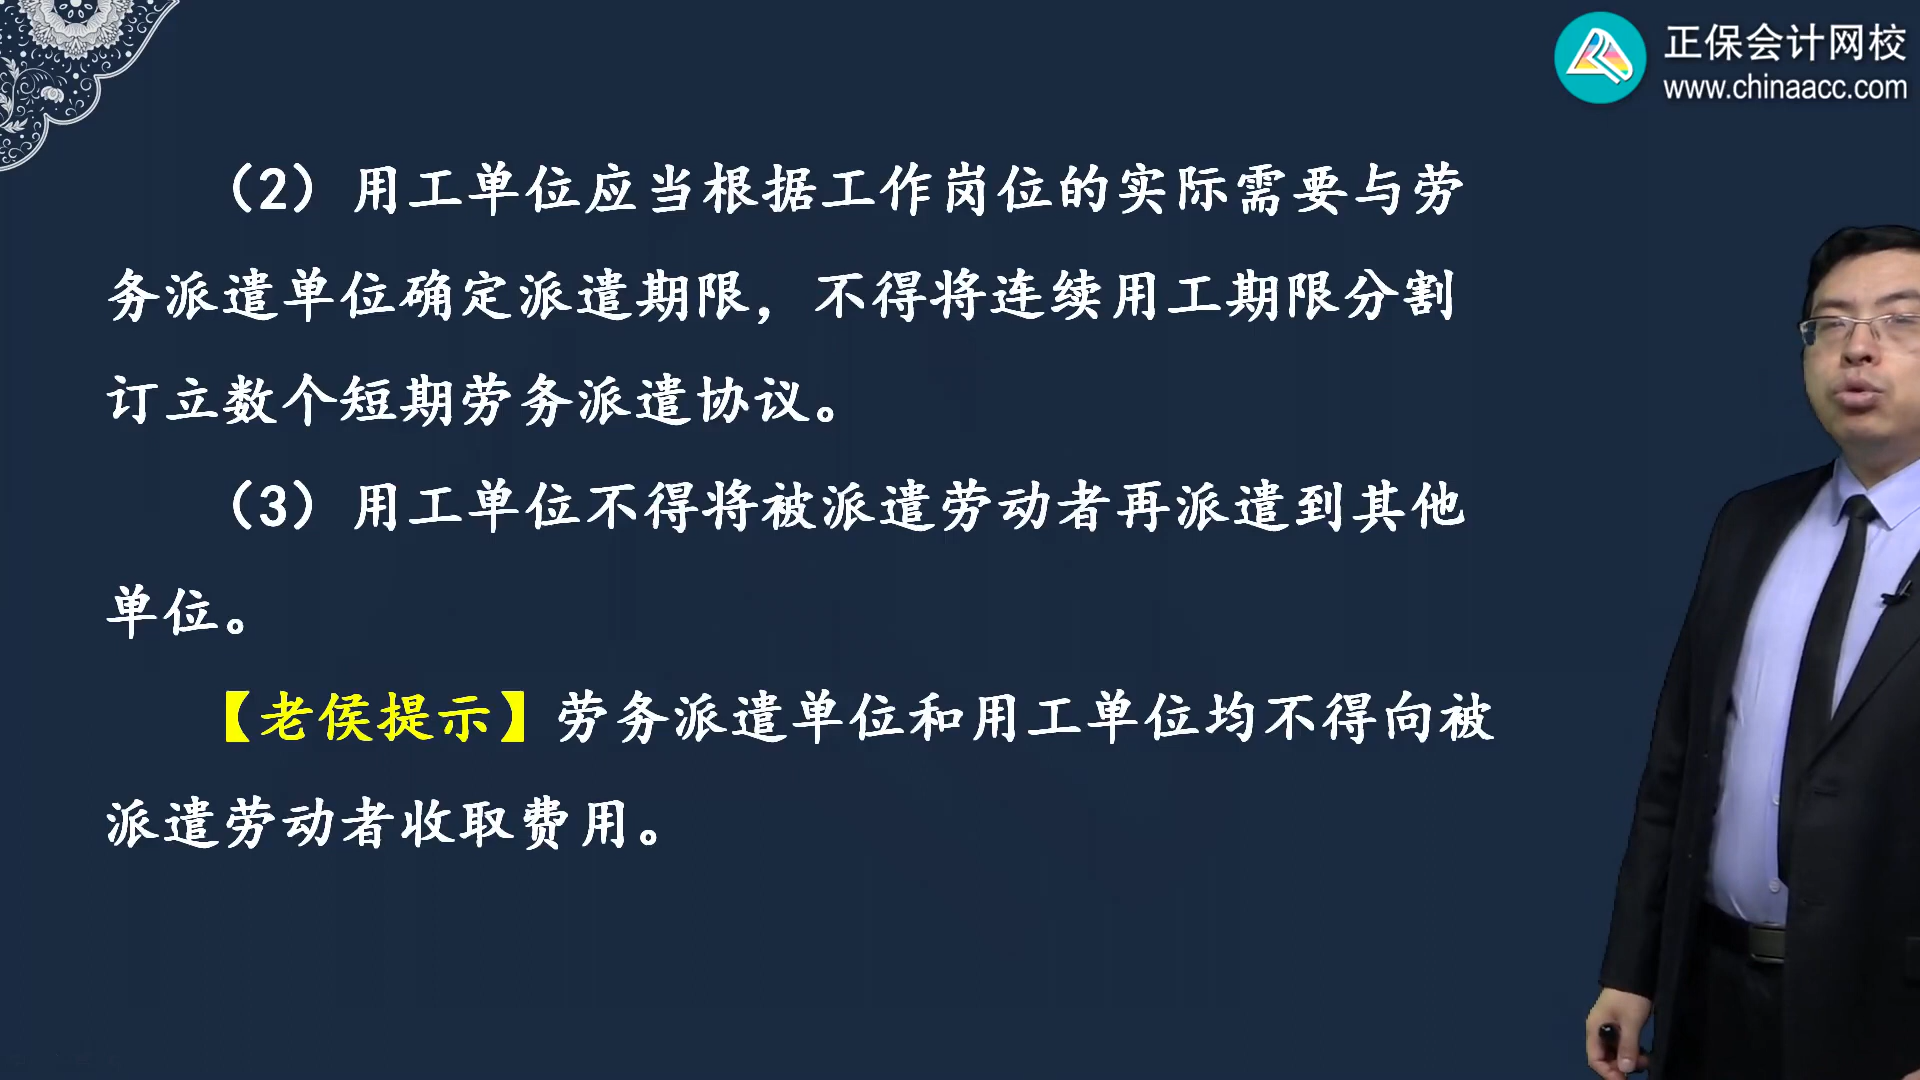 正保会计网校
www.chinaacc.com
（2）用工单位应当根据工作岗位的实际需要与劳
务派遣单位确定派遣期限，不得将连续用工期限分割
订立数个短期劳务派遣协议。
（3）用工单位不得将被派遣劳动者再派遣到其他
单位。
【老侯提示】劳务派遣单位和用工单位均不得向被
派遣劳动者收取费用。